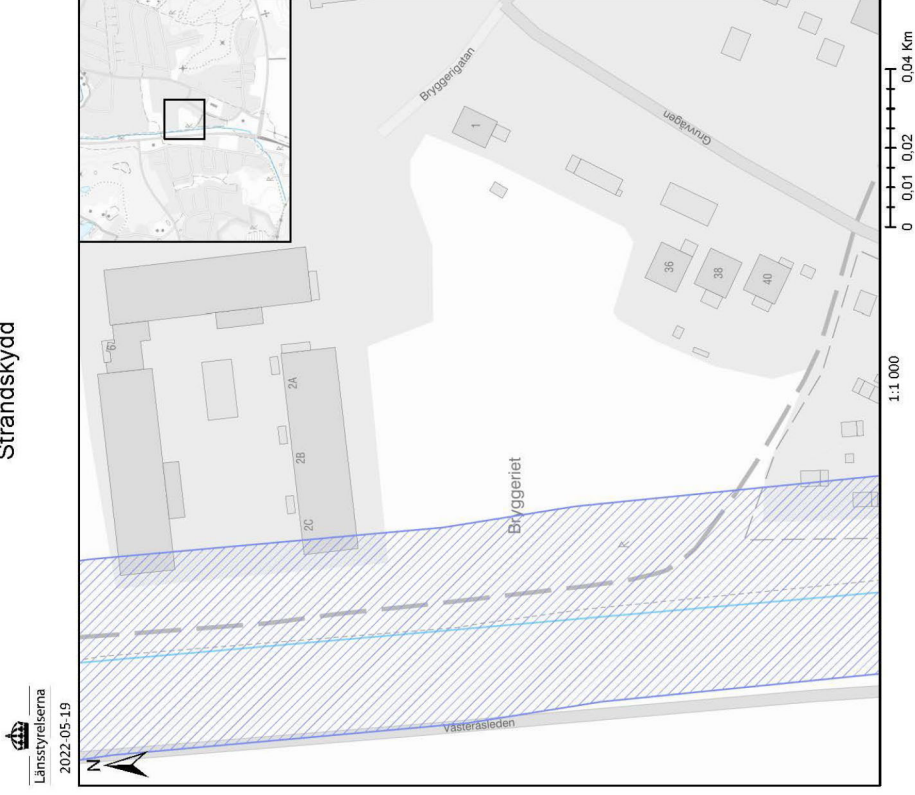 Strandskydd
Länsstyrelserna
2022-05-19
N
Bryggerigatan
1
Gruvvägen
36
38
40
6
2A
2B
2C
Bryggeriet
R
Västeråsleden
1:1 000
0
0,01
0,02
0,04 Km